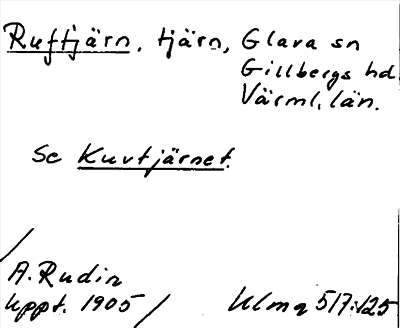 Ruftjärn, tjärn, Glava sn
Gillbergs hd
Värml. län.
Se Kuvtjärnet.
A. Rudin
Uppt. 1905 / Ulma 517:125